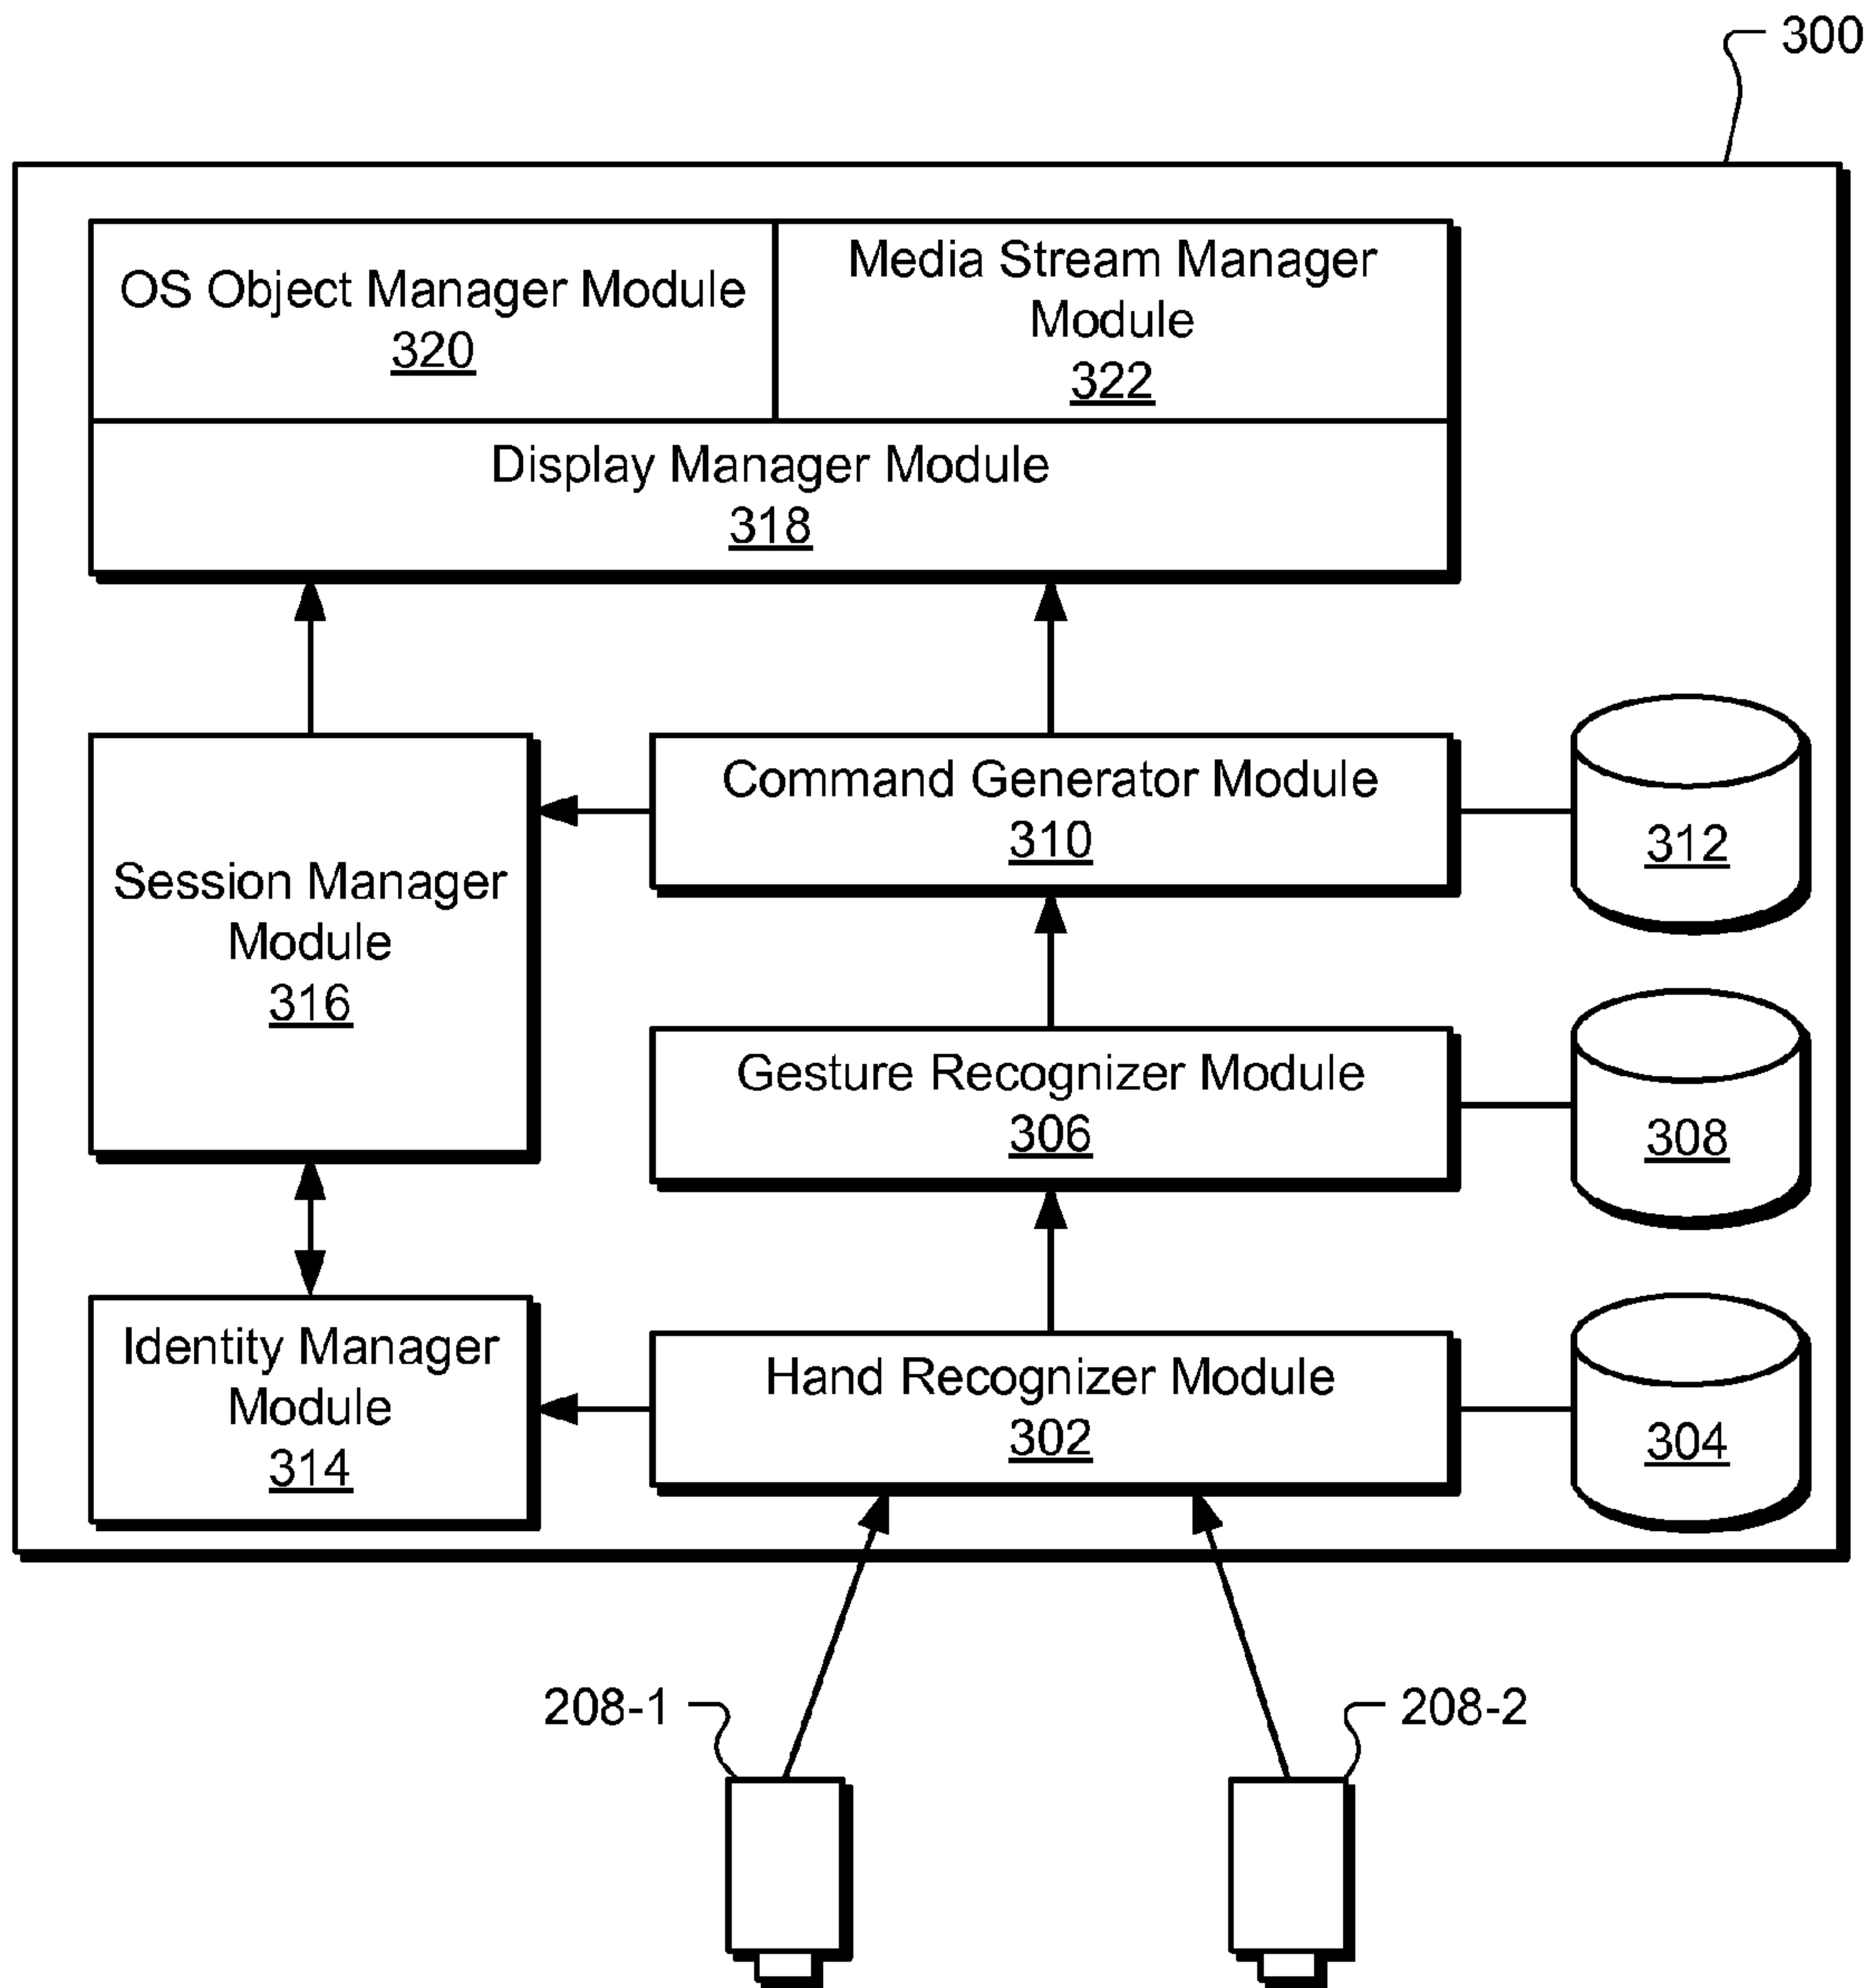 300
OS Object Manager Module
320
Media Stream Manager
Module
322
Display Manager Module
318
Command Generator Module
310
312
Session Manager
Module
316
Gesture Recognizer Module
306
308
Identity Manager
Module
314
Hand Recognizer Module
302
304
208-1
208-2